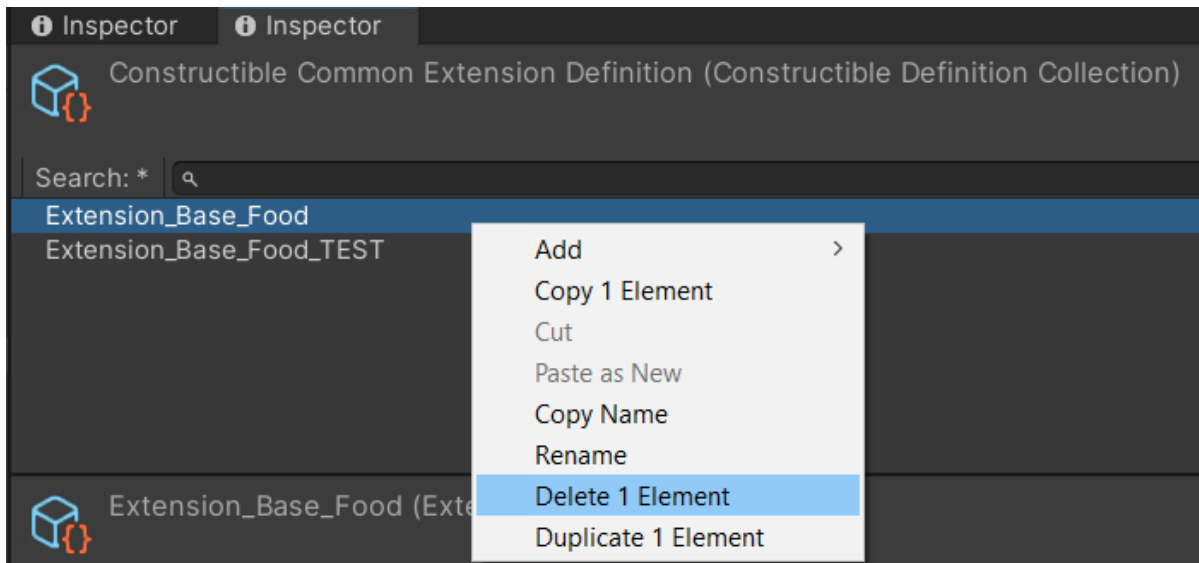 Inspector Inspector
Constructible Common Extension Definition (Constructible Definition Collection)
Search: *
Extension_Base_Food
Extension_Base_Food_TEST
Add
Copy 1 Element
Cut
Paste as New
Copy Name
Rename
Delete 1 Element
Duplicate 1 Element
Extension_Base_Food (Exte